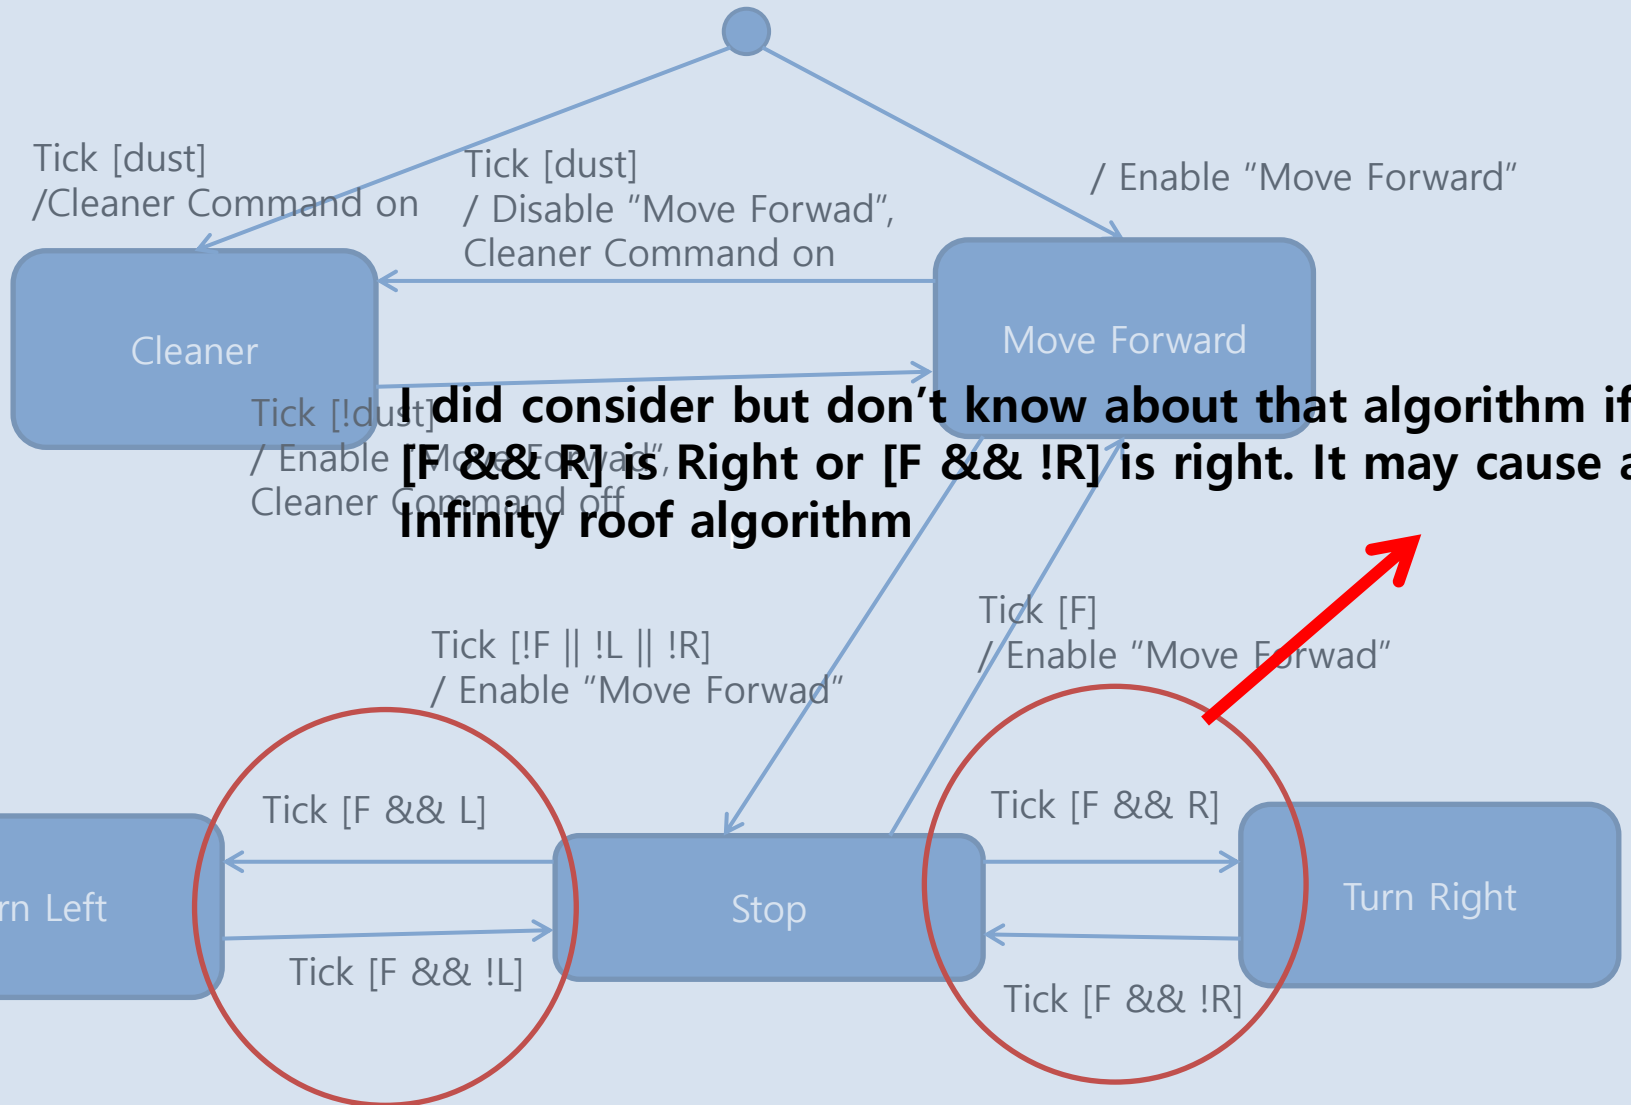 Tick [dust]
/Cleaner Command on
Tick [dust]
/ Disable “Move Forwad”,
Cleaner Command on
/ Enable “Move Forward”
Cleaner
Move Forward
Tick [!dust]
/ Enable “Move Forwad”,
Cleaner Command off
I did consider but don’t know about that algorithm if
[F && R] is Right or [F && !R] is right. It may cause a
Infinity roof algorithm
Tick [!F || !L || !R]
/ Enable “Move Forwad”
Tick [F]
/ Enable “Move Forwad”
Tick [F && L]
Tick [F && R]
rn Left
Stop
Turn Right
Tick [F && !L]
Tick [F && !R]